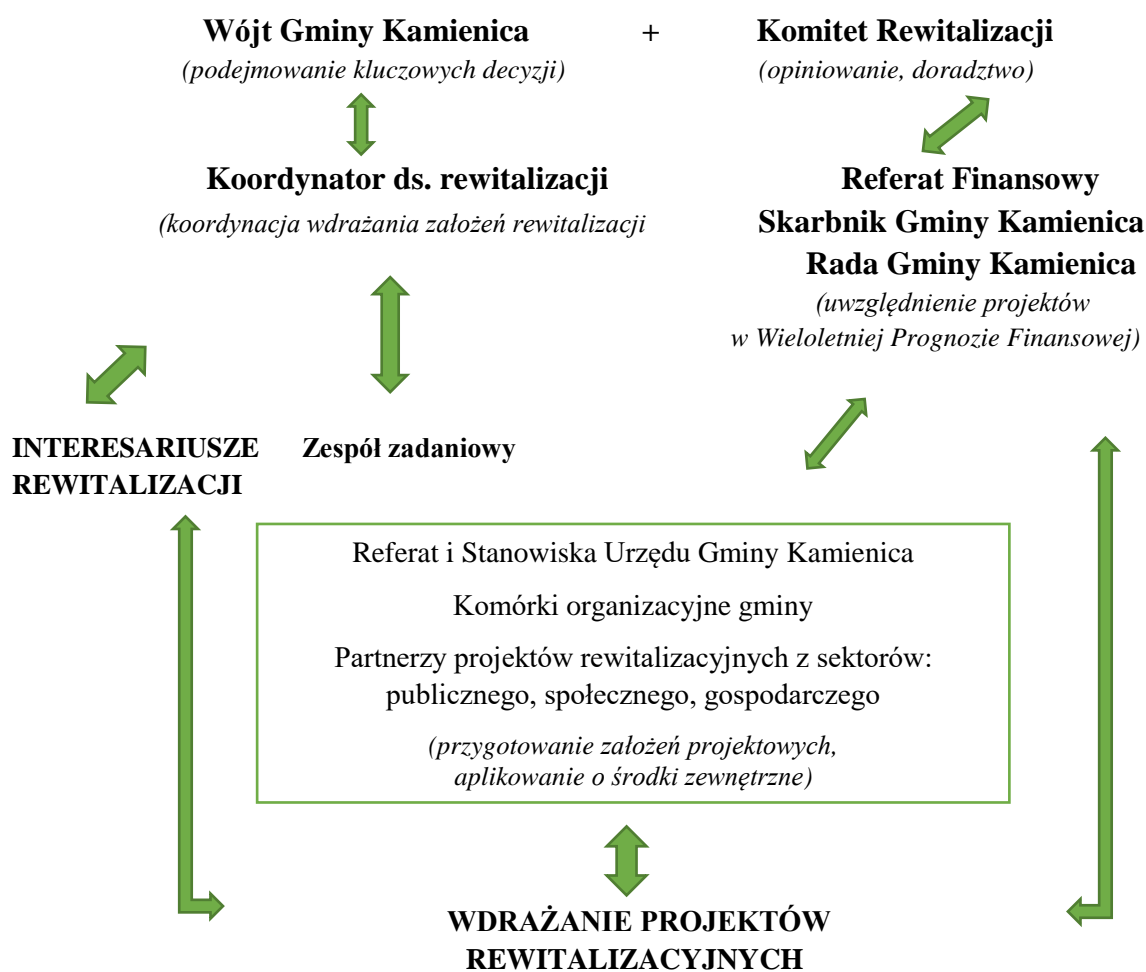 Wójt Gminy Kamienica + Komitet Rewitalizacji
(podejmowanie kluczowych decyzji) (opiniowanie, doradztwo)
Koordynator ds. rewitalizacji
(koordynacja wdrażania założeń rewitalizacji
Referat Finansowy
Skarbnik Gminy Kamienica
Rada Gminy Kamienica
(uwzględnienie projektów
w Wieloletniej Prognozie Finansowej)
INTERESARIUSZE
REWITALIZACJI
Zespół zadaniowy
Referat i Stanowiska Urzędu Gminy Kamienica
Komórki organizacyjne gminy
Partnerzy projektów rewitalizacyjnych z sektorów:
publicznego, społecznego, gospodarczego
(przygotowanie założeń projektowych,
aplikowanie o środki zewnętrzne)
WDRAŻANIE PROJEKTÓW
REWITALIZACYJNYCH